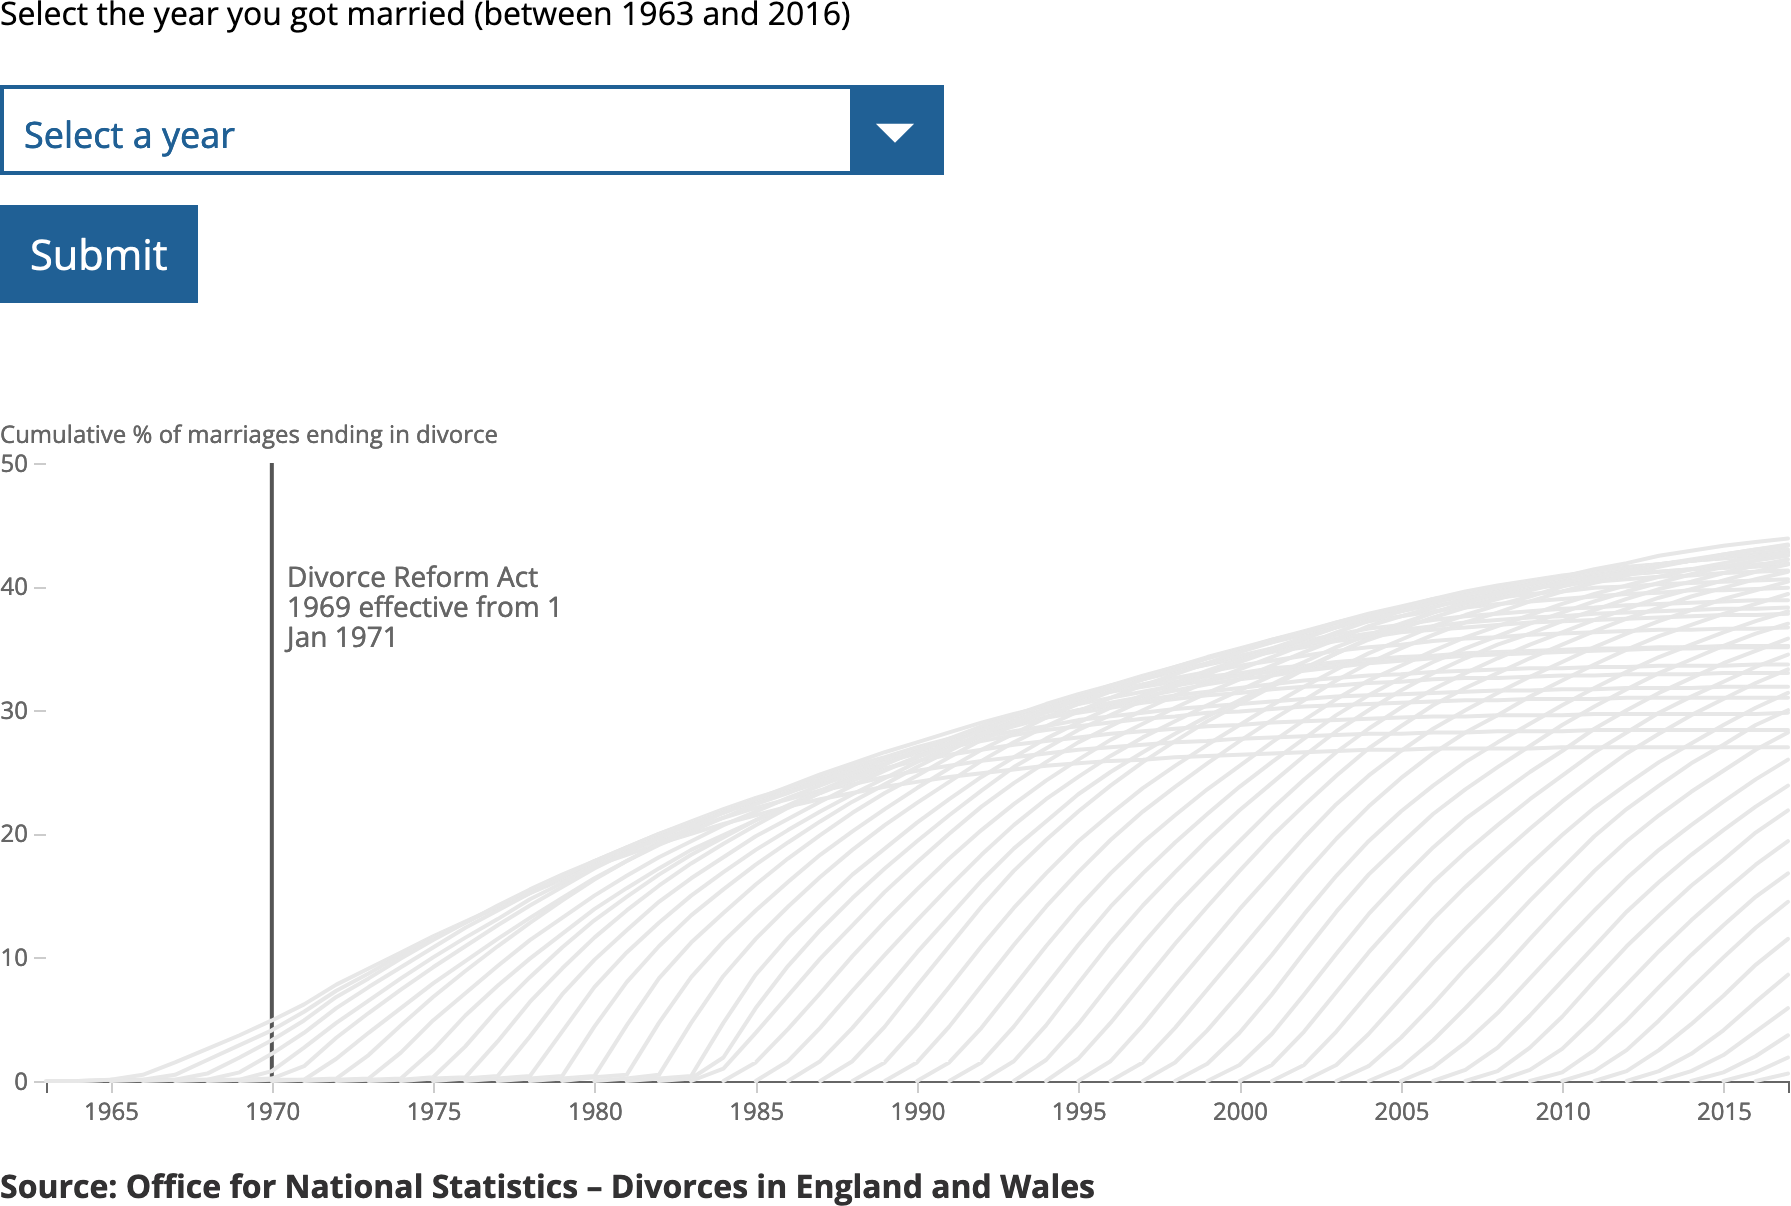 Select the year you got married (between 1963 and 2016)
Select a year
Submit
Cumulative % of marriages ending in divorce
50
Divorce Reform Act
1969 effective from 1
Jan 1971
40
30
20
10
0
1965 1970 1975 1980 1985 1990 1995 2000 2005 2010 2015
Source: Office for National Statistics – Divorces in England and Wales